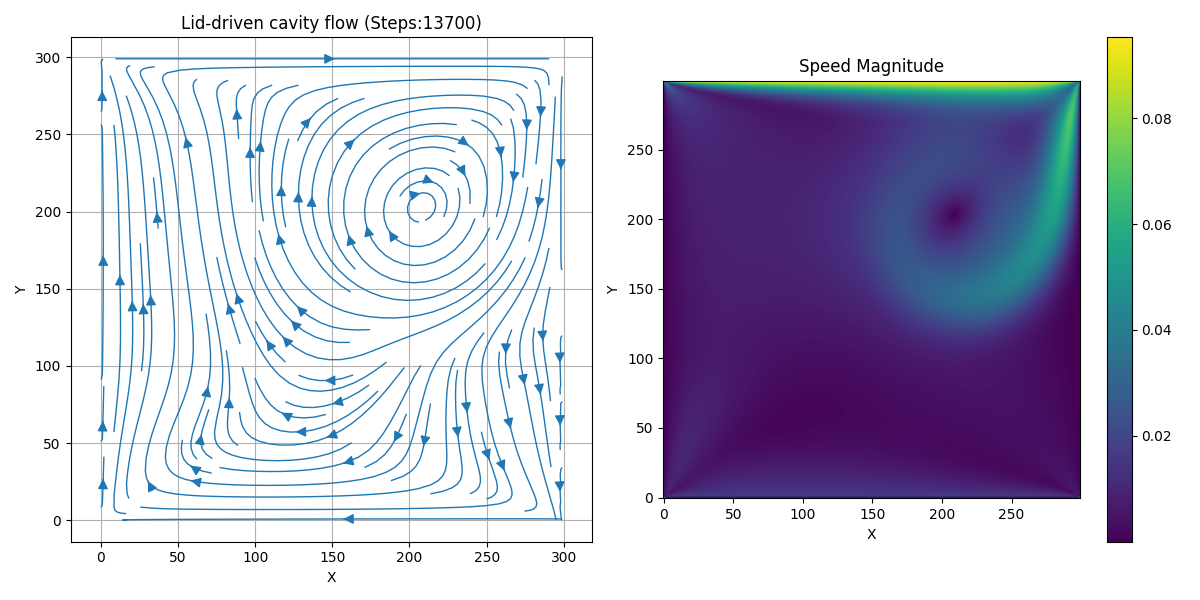 Lid-driven cavity flow (Steps:13700)
300
250
200
150
100
50
0
0 50 100 150 200 250 300
X
Y
Speed Magnitude
250
200
150
100
50
0
0 50 100 150 200 250
X
Y
0.08
0.06
0.04
0.02